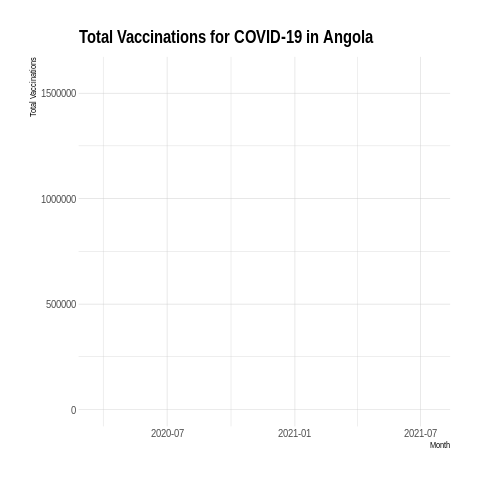 Total Vaccinations for COVID-19 in Angola
Total Vaccinations
1500000
1000000
500000
0
2020-07 2021-01 2021-07
Month